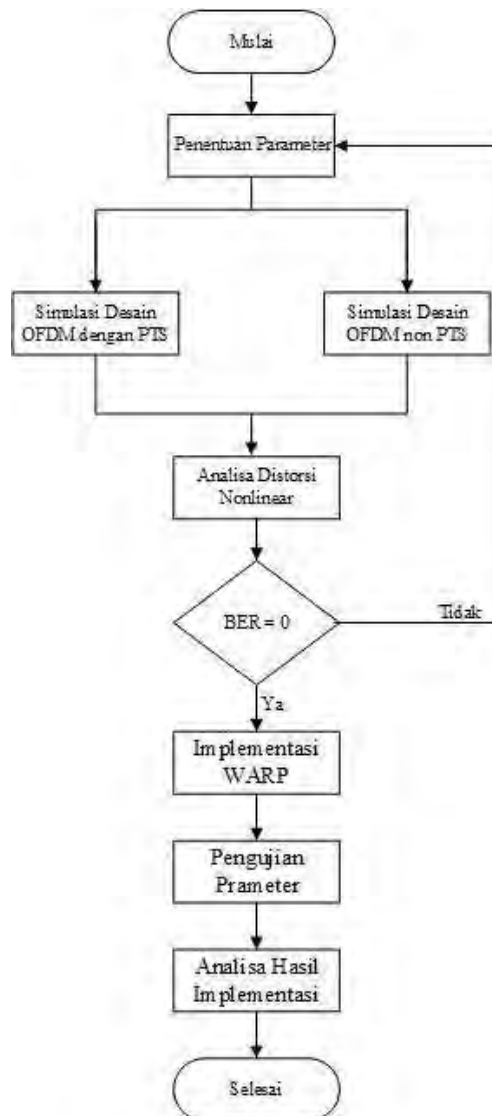 Mulai
Penentuan Parameter
Simulasi Desain
OFDM dengan PTS
Simulasi Desain
OFDM non PTS
Analisa Distorsi
Nonlinear
BER = 0
Tidak
Ya
Implementasi
WARP
Pengujian
Prameter
Analisa Hasil
Implementasi
Selesai